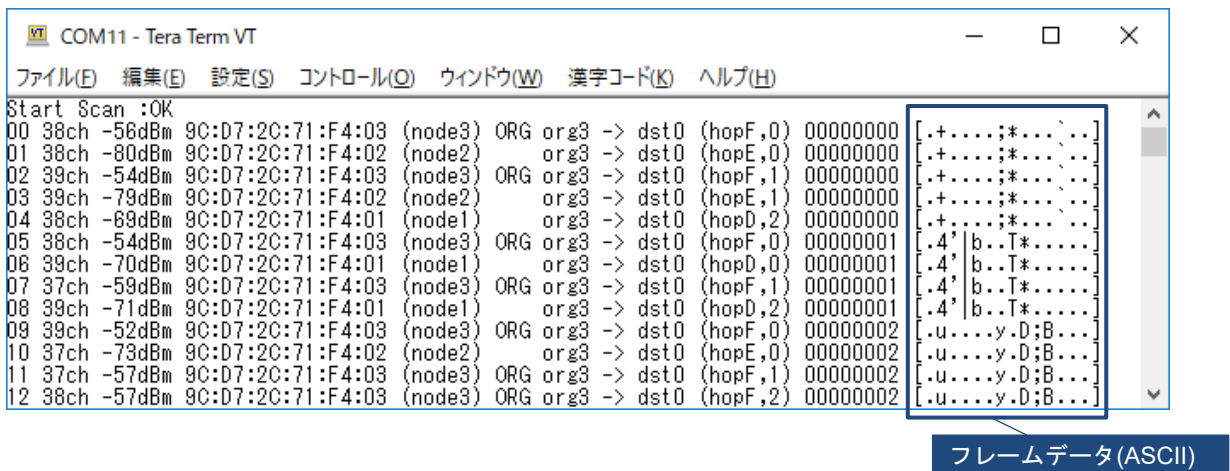 COM11 - Tera Term VT
ファイル(F) 編集(E) 設定(S) コントロール(O) ウィンドウ(W) 漢字コード(K) ヘルプ(H)
Start Scan :OK
00 38ch -56dBm 9C:D7:2C:71:F4:03 (node3) ORG org3 -> dst0 (hopF,0) 00000000 [.+....;*...`..]
01 38ch -80dBm 9C:D7:2C:71:F4:02 (node2)     org3 -> dst0 (hopE,0) 00000000 [.+....;*...`..]
02 39ch -54dBm 9C:D7:2C:71:F4:03 (node3) ORG org3 -> dst0 (hopF,1) 00000000 [.+....;*...`..]
03 39ch -79dBm 9C:D7:2C:71:F4:02 (node2)     org3 -> dst0 (hopE,1) 00000000 [.+....;*...`..]
04 38ch -69dBm 9C:D7:2C:71:F4:01 (node1)     org3 -> dst0 (hopD,2) 00000000 [.+....;*...`..]
05 38ch -54dBm 9C:D7:2C:71:F4:03 (node3) ORG org3 -> dst0 (hopF,0) 00000001 [.4'|b..T*.....]
06 39ch -70dBm 9C:D7:2C:71:F4:01 (node1)     org3 -> dst0 (hopD,0) 00000001 [.4'|b..T*.....]
07 37ch -59dBm 9C:D7:2C:71:F4:03 (node3) ORG org3 -> dst0 (hopF,1) 00000001 [.4'|b..T*.....]
08 39ch -71dBm 9C:D7:2C:71:F4:01 (node1)     org3 -> dst0 (hopD,2) 00000001 [.4'|b..T*.....]
09 39ch -52dBm 9C:D7:2C:71:F4:03 (node3) ORG org3 -> dst0 (hopF,0) 00000002 [.u....y.D;B...]
10 37ch -73dBm 9C:D7:2C:71:F4:02 (node2)     org3 -> dst0 (hopE,0) 00000002 [.u....y.D;B...]
11 37ch -57dBm 9C:D7:2C:71:F4:03 (node3) ORG org3 -> dst0 (hopF,1) 00000002 [.u....y.D;B...]
12 38ch -57dBm 9C:D7:2C:71:F4:03 (node3) ORG org3 -> dst0 (hopF,2) 00000002 [.u....y.D;B...]
フレームデータ(ASCII)